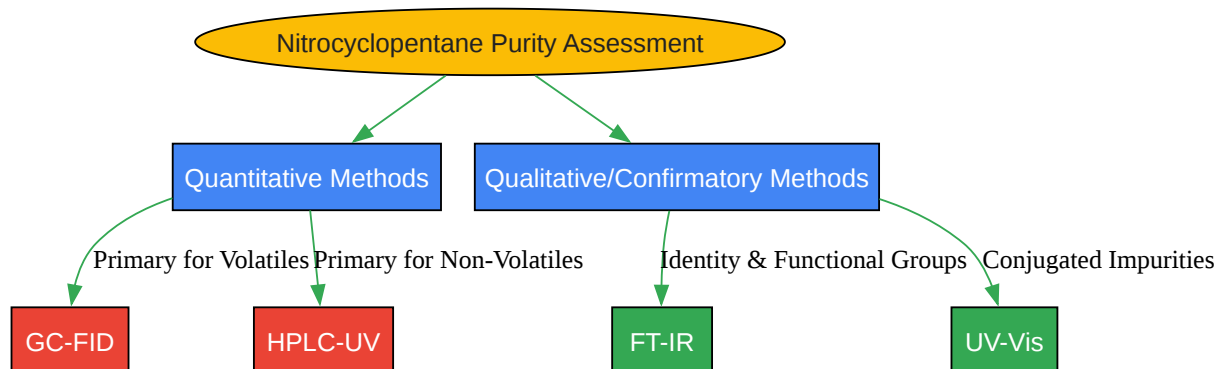 Nitrocyclopentane Purity Assessment
Quantitative Methods
Qualitative/Confirmatory Methods
Primary for Volatiles
Primary for Non-Volatiles
Identity & Functional Groups
Conjugated Impurities
GC-FID
HPLC-UV
FT-IR
UV-Vis